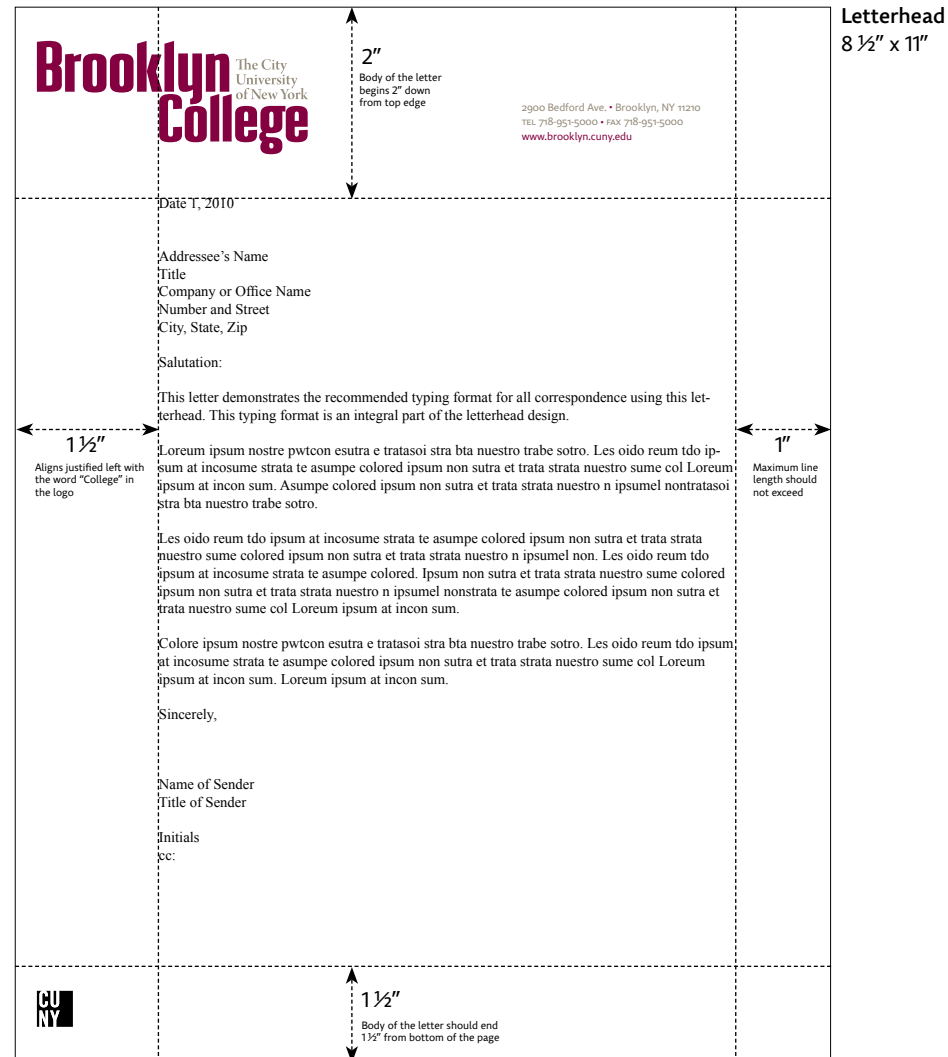 Letterhead
8 ½” x 11”
Brooklyn
College
The City
University
of New York
2”
Body of the letter
begins 2” down
from top edge
2900 Bedford Ave. • Brooklyn, NY 11210
TEL 718-951-5000 • FAX 718-951-5000
www.brooklyn.cuny.edu
Date 1, 2010
Addressee’s Name
Title
Company or Office Name
Number and Street
City, State, Zip
Salutation:
This letter demonstrates the recommended typing format for all correspondence using this let-
terhead. This typing format is an integral part of the letterhead design.
1 ½”
Aligns justified left with
the word “College” in
the logo
1”
Maximum line
length should
not exceed
Loreum ipsum nostre pwtcon esutra e tratasoi stra bta nuestro trabe sotro. Les oido reum tdo ip-
sum at incosume strata te asumpe colored ipsum non sutra et trata strata nuestro sume col Loreum
ipsum at incon sum. Asumpe colored ipsum non sutra et trata strata nuestro n ipsumel nontratasoi
stra bta nuestro trabe sotro.
Les oido reum tdo ipsum at incosume strata te asumpe colored ipsum non sutra et trata strata
nuestro sume colored ipsum non sutra et trata strata nuestro n ipsumel non. Les oido reum tdo
ipsum at incosume strata te asumpe colored. Ipsum non sutra et trata strata nuestro sume colored
ipsum non sutra et trata strata nuestro n ipsumel nonstrata te asumpe colored ipsum non sutra et
trata nuestro sume col Loreum ipsum at incon sum.
Colore ipsum nostre pwtcon esutra e tratasoi stra bta nuestro trabe sotro. Les oido reum tdo ipsum
at incosume strata te asumpe colored ipsum non sutra et trata strata nuestro sume col Loreum
ipsum at incon sum. Loreum ipsum at incon sum.
Sincerely,
Name of Sender
Title of Sender
Initials
cc:
CU
NY
1 ½”
Body of the letter should end
1½” from bottom of the page